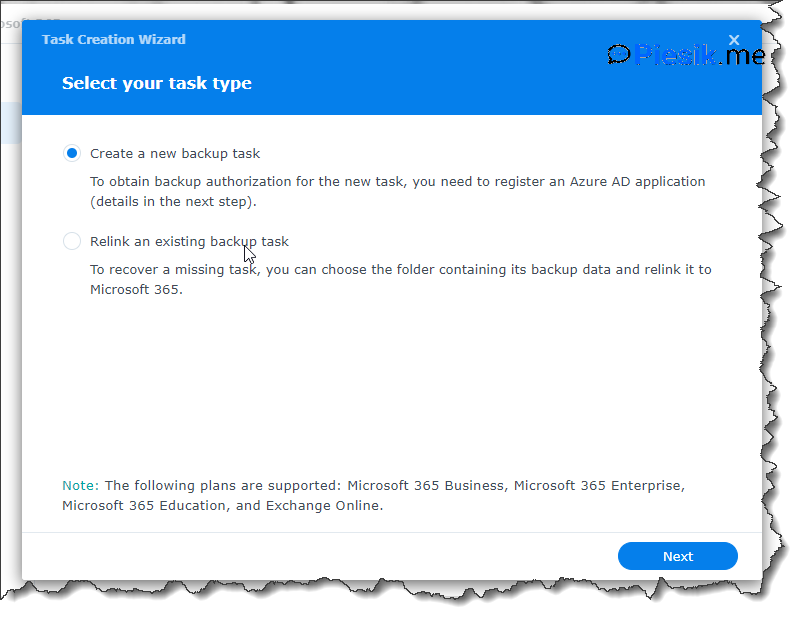 Task Creation Wizard
Piesik.me
Select your task type
Create a new backup task
To obtain backup authorization for the new task, you need to register an Azure AD application
(details in the next step).
Relink an existing backup task
To recover a missing task, you can choose the folder containing its backup data and relink it to
Microsoft 365.
Note: The following plans are supported: Microsoft 365 Business, Microsoft 365 Enterprise,
Microsoft 365 Education, and Exchange Online.
Next